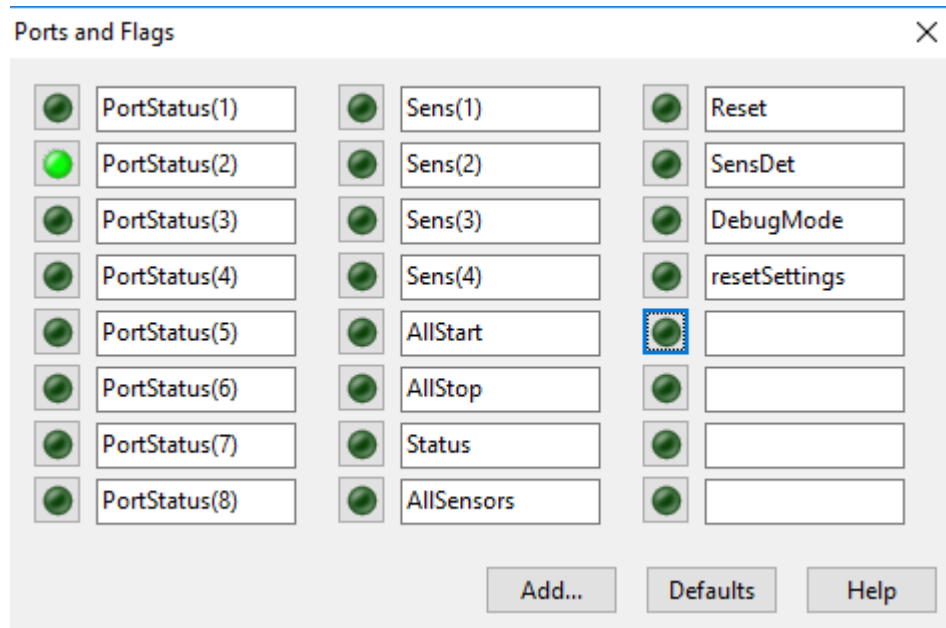 Ports and Flags
PortStatus(1) Sens(1) Reset
PortStatus(2) Sens(2) SensDet
PortStatus(3) Sens(3) DebugMode
PortStatus(4) Sens(4) resetSettings
PortStatus(5) AllStart
PortStatus(6) AllStop
PortStatus(7) Status
PortStatus(8) AllSensors
Add... Defaults Help